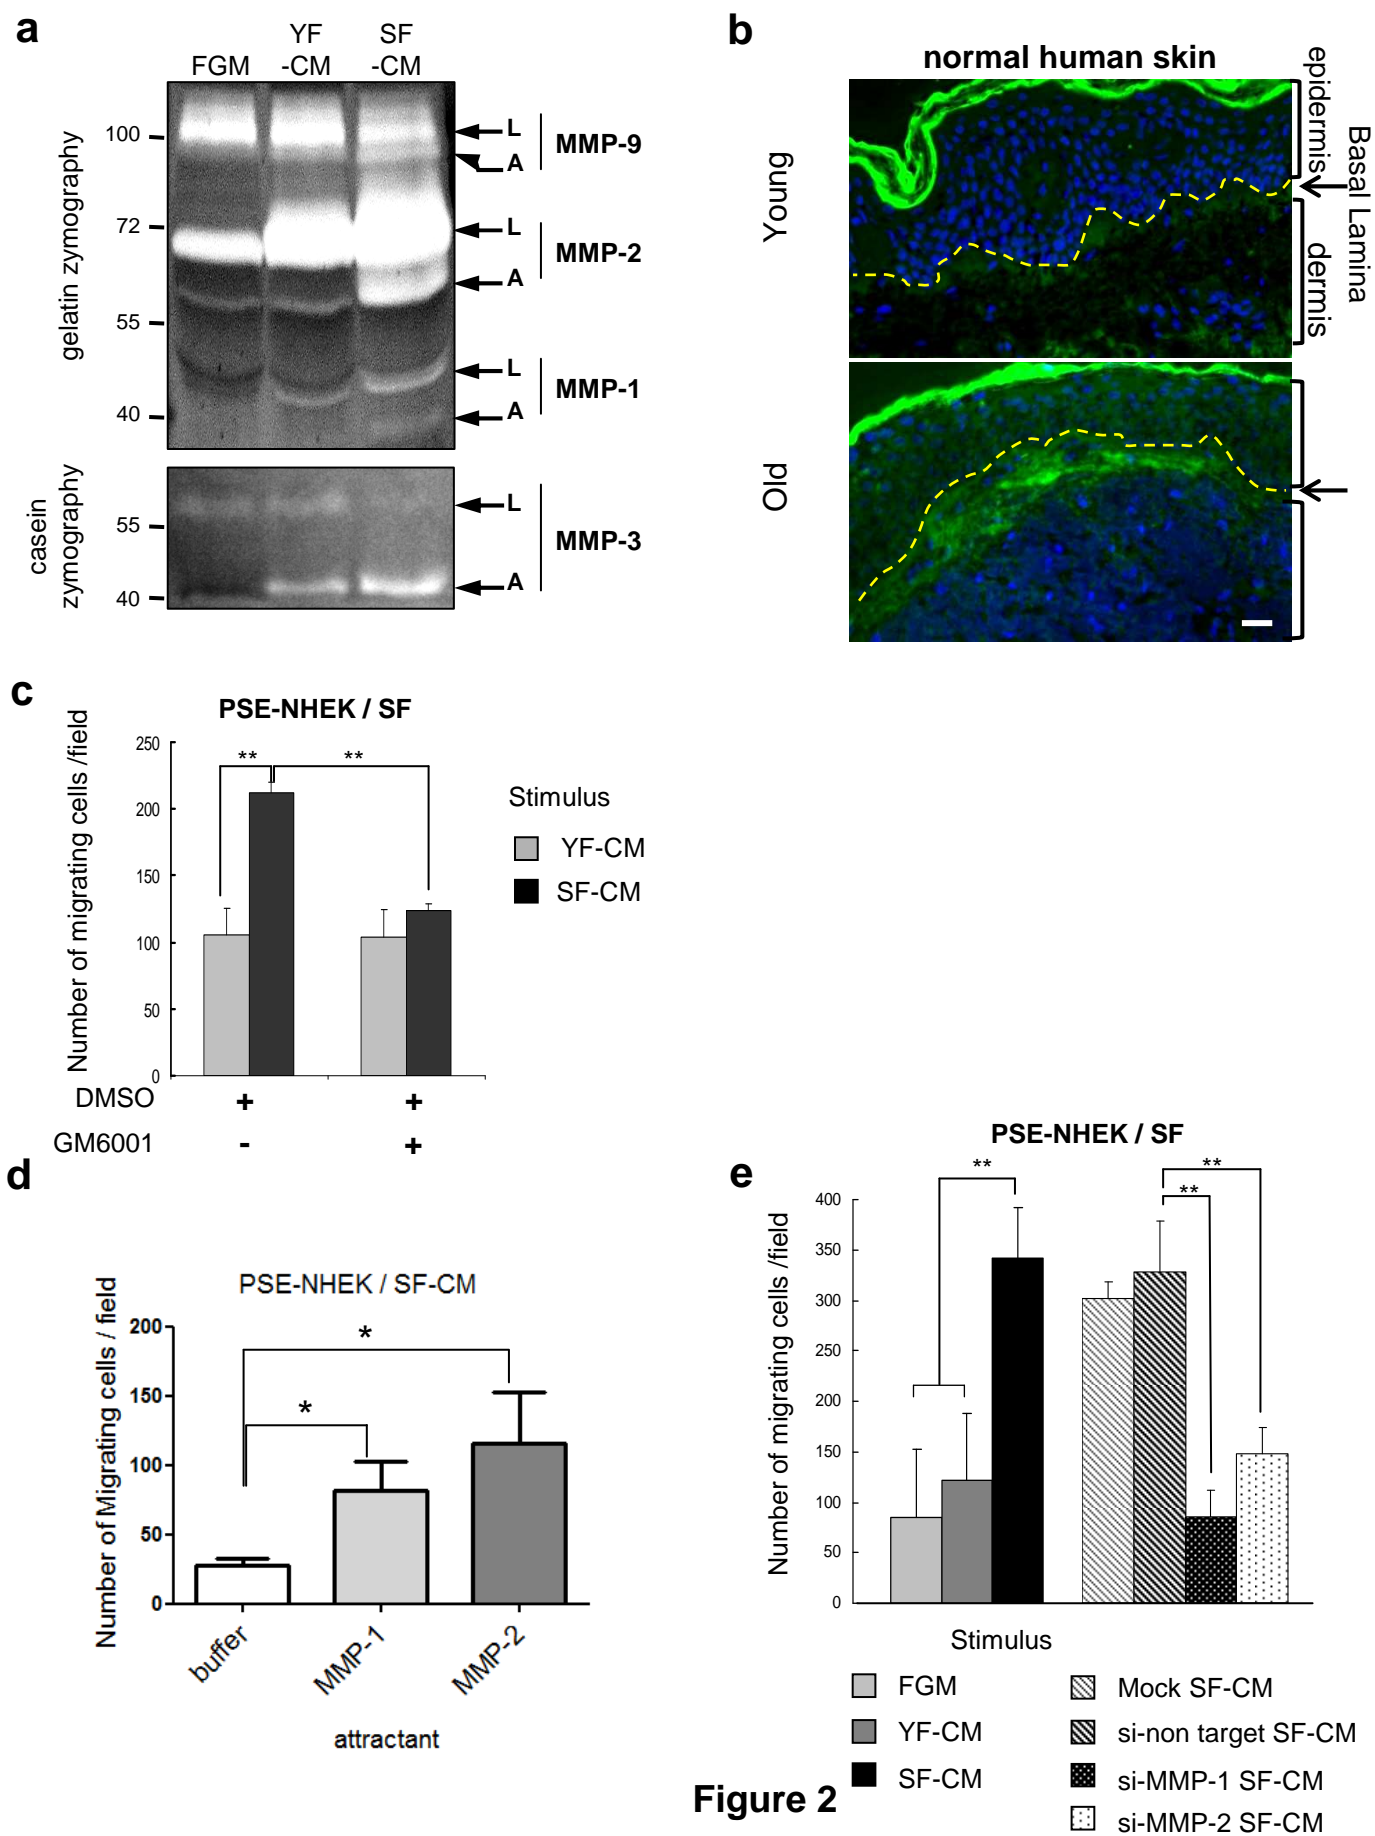 a
FGM
YF
-CM
SF
-CM
gelatin zymography
100
72
55
40
L
A
MMP-9
L
A
MMP-2
L
A
MMP-1
casein
zymography
55
40
L
A
MMP-3
b
normal human skin
Young
Old
epidermis
dermis
Basal Lamina
c
PSE-NHEK / SF
Number of migrating cells /field
250
200
150
100
50
0
**
**
Stimulus
YF-CM
SF-CM
DMSO
+
+
GM6001
-
+
d
PSE-NHEK / SF-CM
Number of Migrating cells / field
200
150
100
50
0
*
*
buffer
MMP-1
MMP-2
attractant
e
PSE-NHEK / SF
Number of migrating cells /field
400
350
300
250
200
150
100
50
0
**
**
**
Stimulus
FGM
YF-CM
SF-CM
Mock SF-CM
si-non target SF-CM
si-MMP-1 SF-CM
si-MMP-2 SF-CM
Figure 2